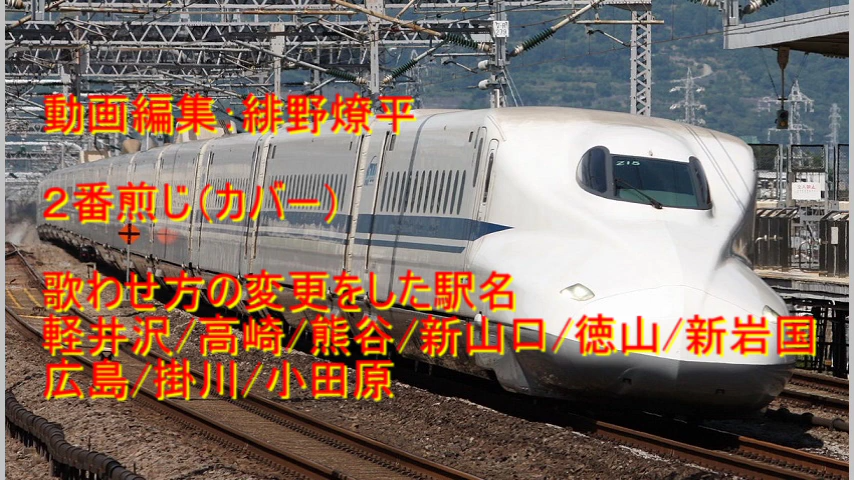 動画編集、緋野燎平
2番煎じ(カバー)
歌わせ方の変更をした駅名
軽井沢/高崎/熊谷/新山口/徳山/新岩国
広島/掛川/小田原
Z15